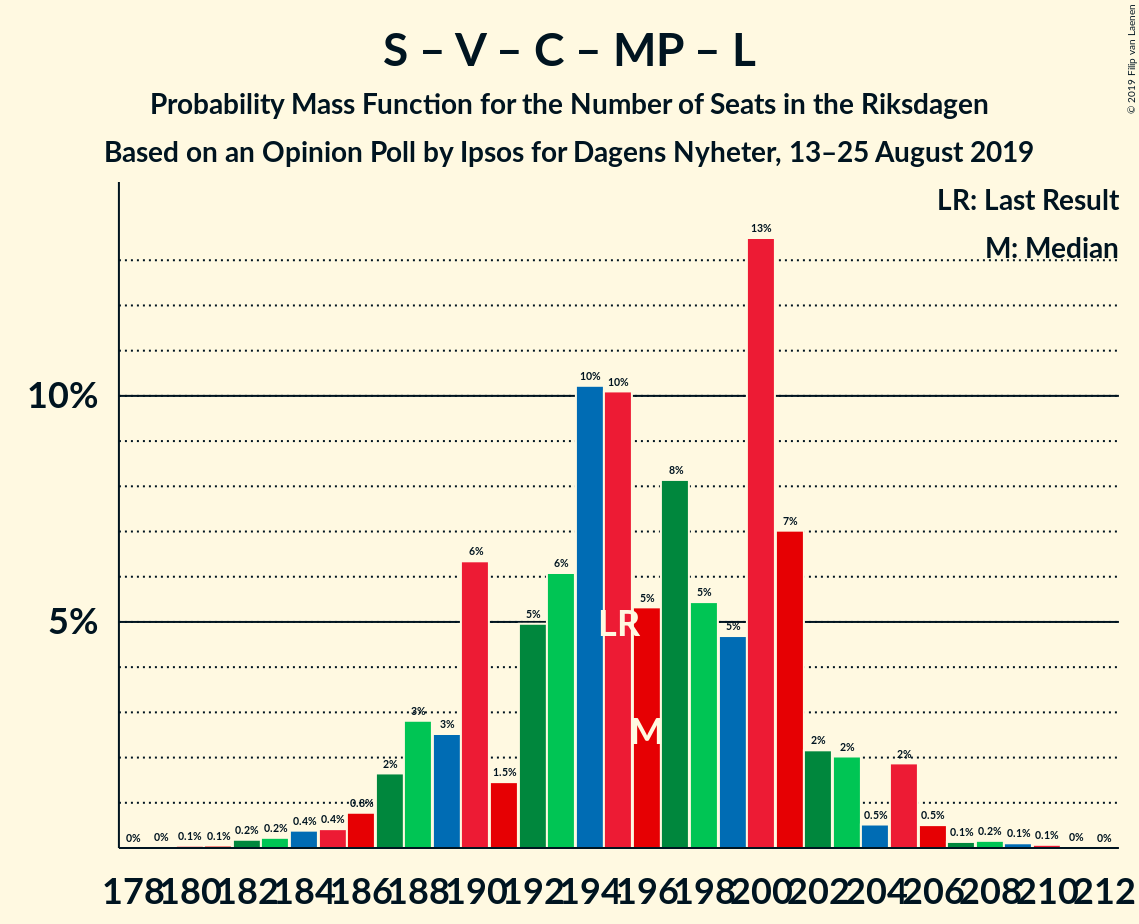 S – V – C – MP – L
Probability Mass Function for the Number of Seats in the Riksdagen
Based on an Opinion Poll by Ipsos for Dagens Nyheter, 13–25 August 2019
© 2019 Filip van Laenen
LR: Last Result
M: Median
10%
5%
0% 0% 0.1% 0.1% 0.2% 0.2% 0.4% 0.4% 0.8% 2% 3% 3% 6% 1.5% 5% 6% 10% 10% 5% 8% 5% 5% 13% 7% 2% 2% 0.5% 2% 0.5% 0.1% 0.2% 0.1% 0.1% 0% 0%
LR
M
178 180 182 184 186 188 190 192 194 196 198 200 202 204 206 208 210 212